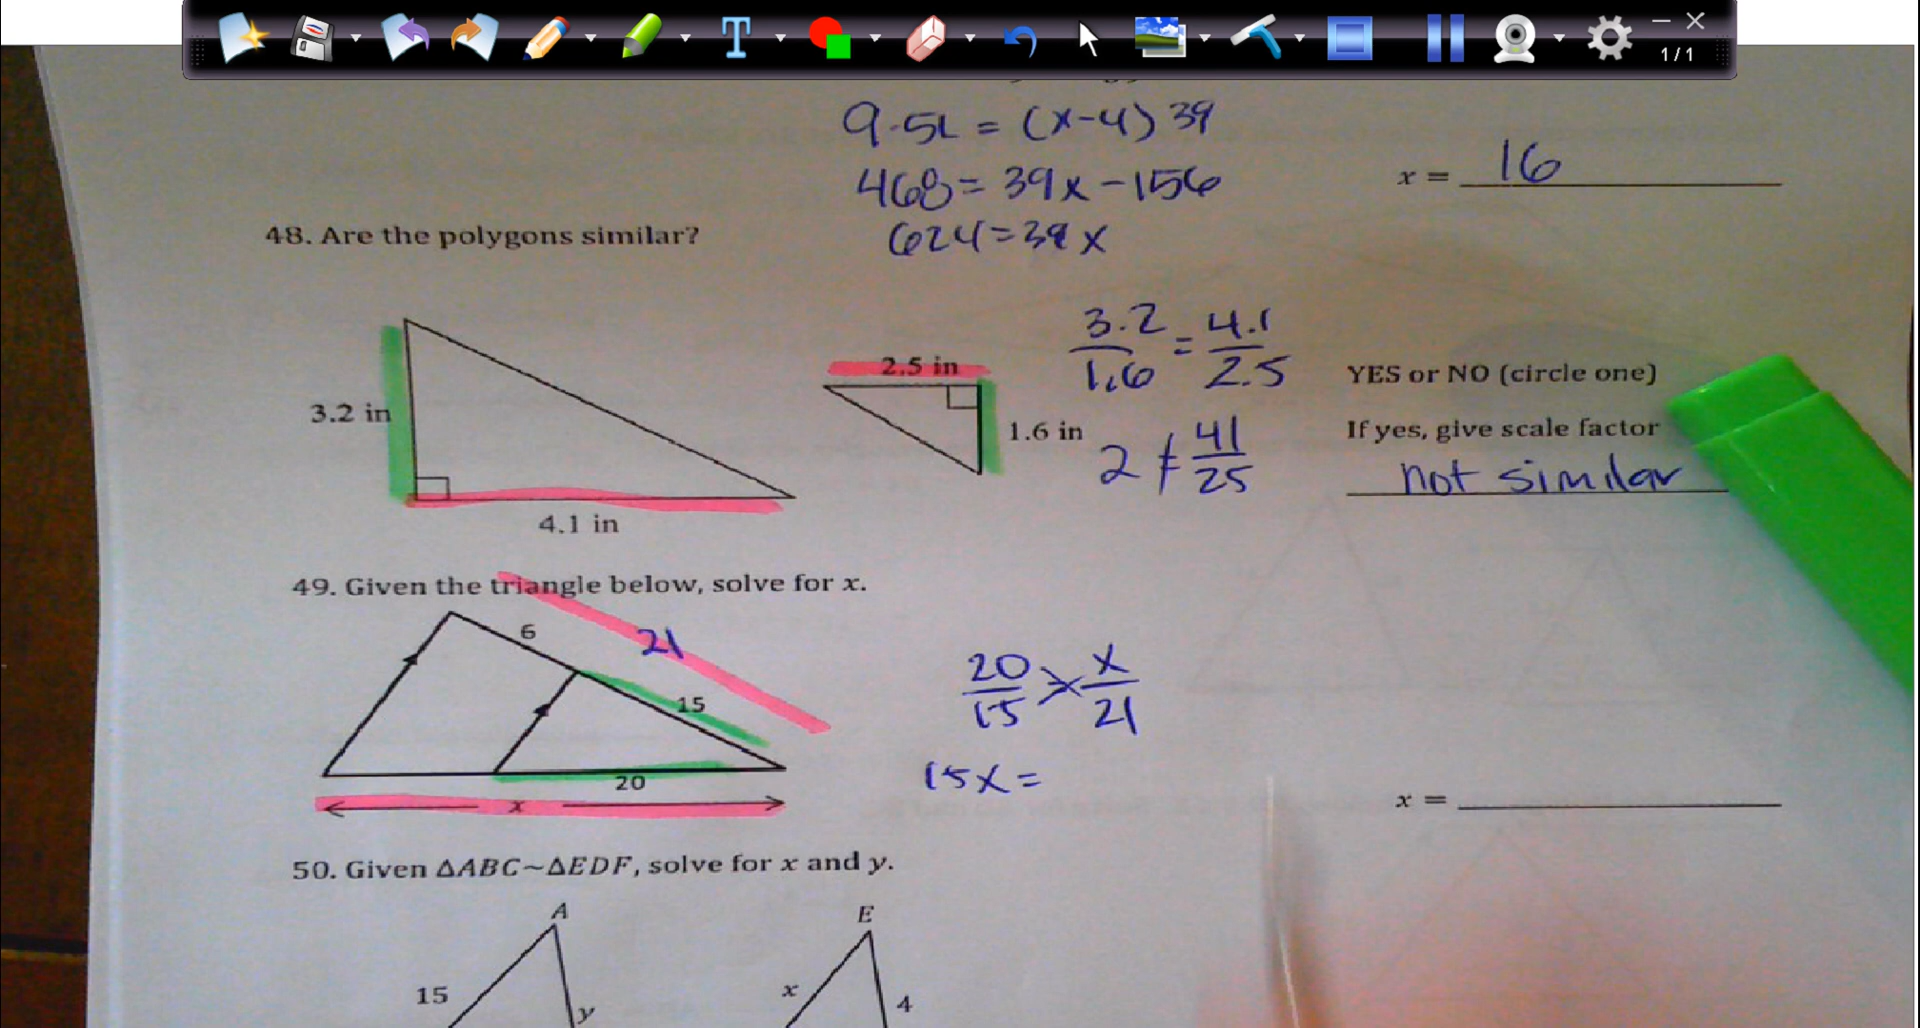 1/1
9·52 = (x-4)39
468 = 39x - 156
x = 16
624 = 39x
48. Are the polygons similar?
3.2/1.6 = 4.1/2.5
2.5 in
YES or NO (circle one)
3.2 in
1.6 in
If yes, give scale factor
2 ≠ 41/25
not similar
4.1 in
49. Given the triangle below, solve for x.
6
21
20/15 = x/21
15
15x =
20
x
x =
50. Given ΔABC~ΔEDF, solve for x and y.
A
E
15
y
x
4